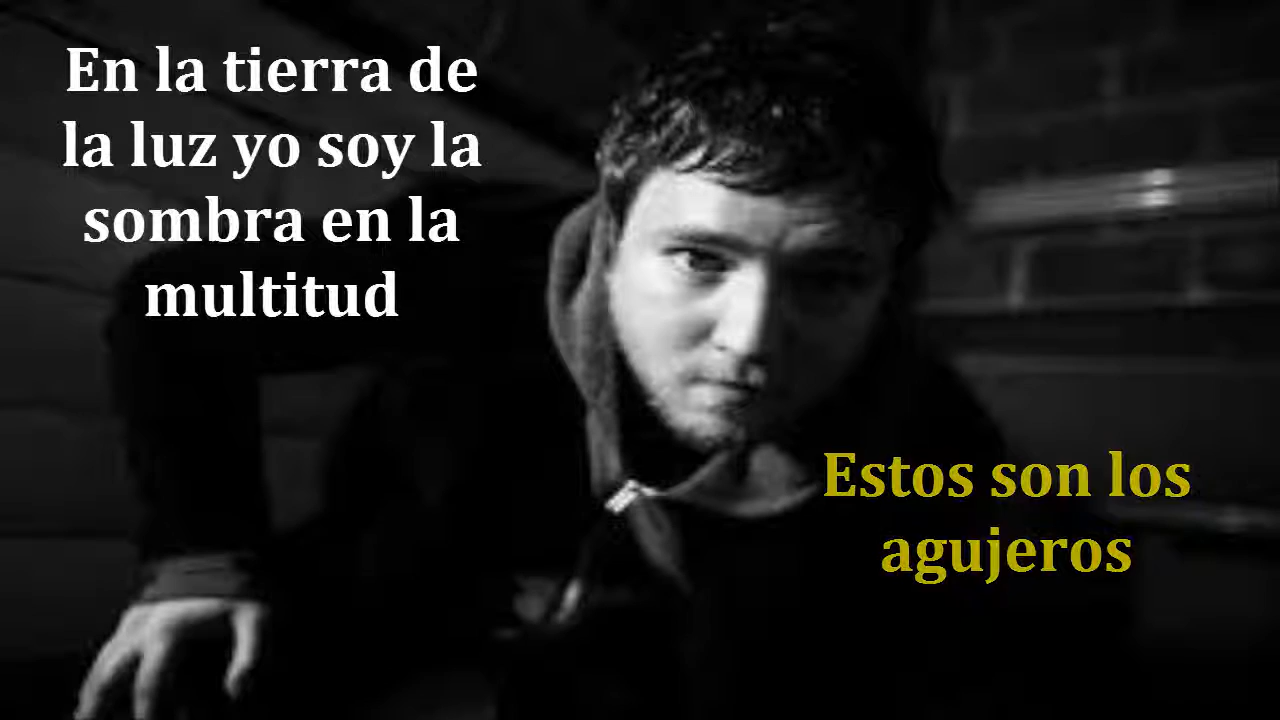 En la tierra de
la luz yo soy la
sombra en la
multitud
Estos son los
agujeros